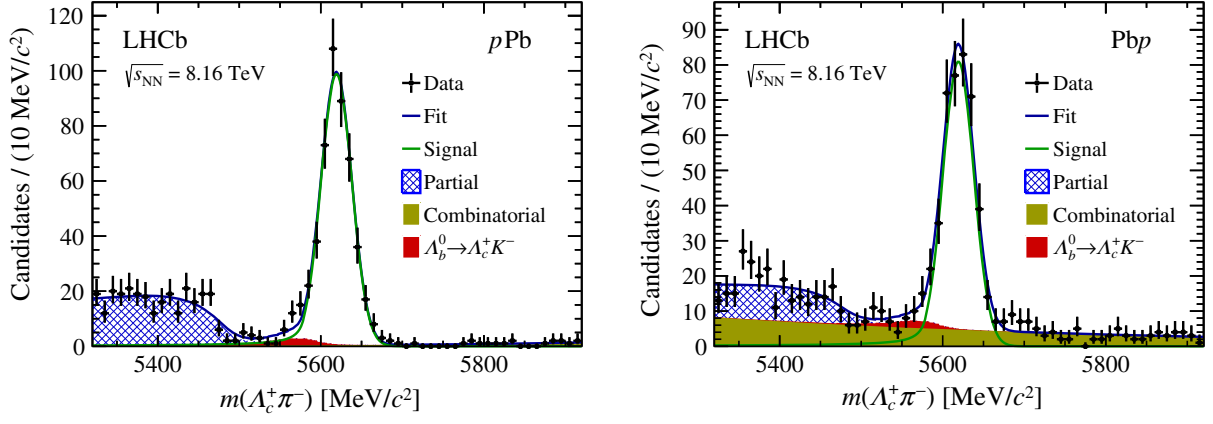 LHCb
pPb
√sNN = 8.16 TeV
Data
Fit
Signal
Partial
Combinatorial
Λb0→Λc+K−
Candidates / (10 MeV/c2)
120
100
80
60
40
20
0
5400
5600
5800
m(Λc+π−) [MeV/c2]
LHCb
Pbp
√sNN = 8.16 TeV
Data
Fit
Signal
Partial
Combinatorial
Λb0→Λc+K−
Candidates / (10 MeV/c2)
90
80
70
60
50
40
30
20
10
0
5400
5600
5800
m(Λc+π−) [MeV/c2]